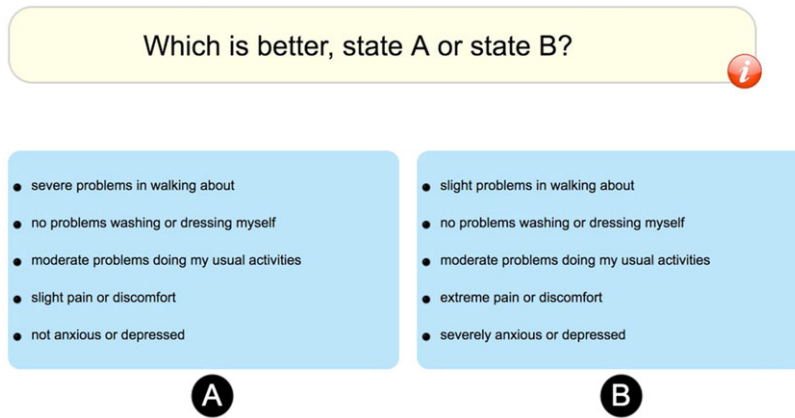 Which is better, state A or state B?
i
severe problems in walking about
no problems washing or dressing myself
moderate problems doing my usual activities
slight pain or discomfort
not anxious or depressed
A
slight problems in walking about
no problems washing or dressing myself
moderate problems doing my usual activities
extreme pain or discomfort
severely anxious or depressed
B